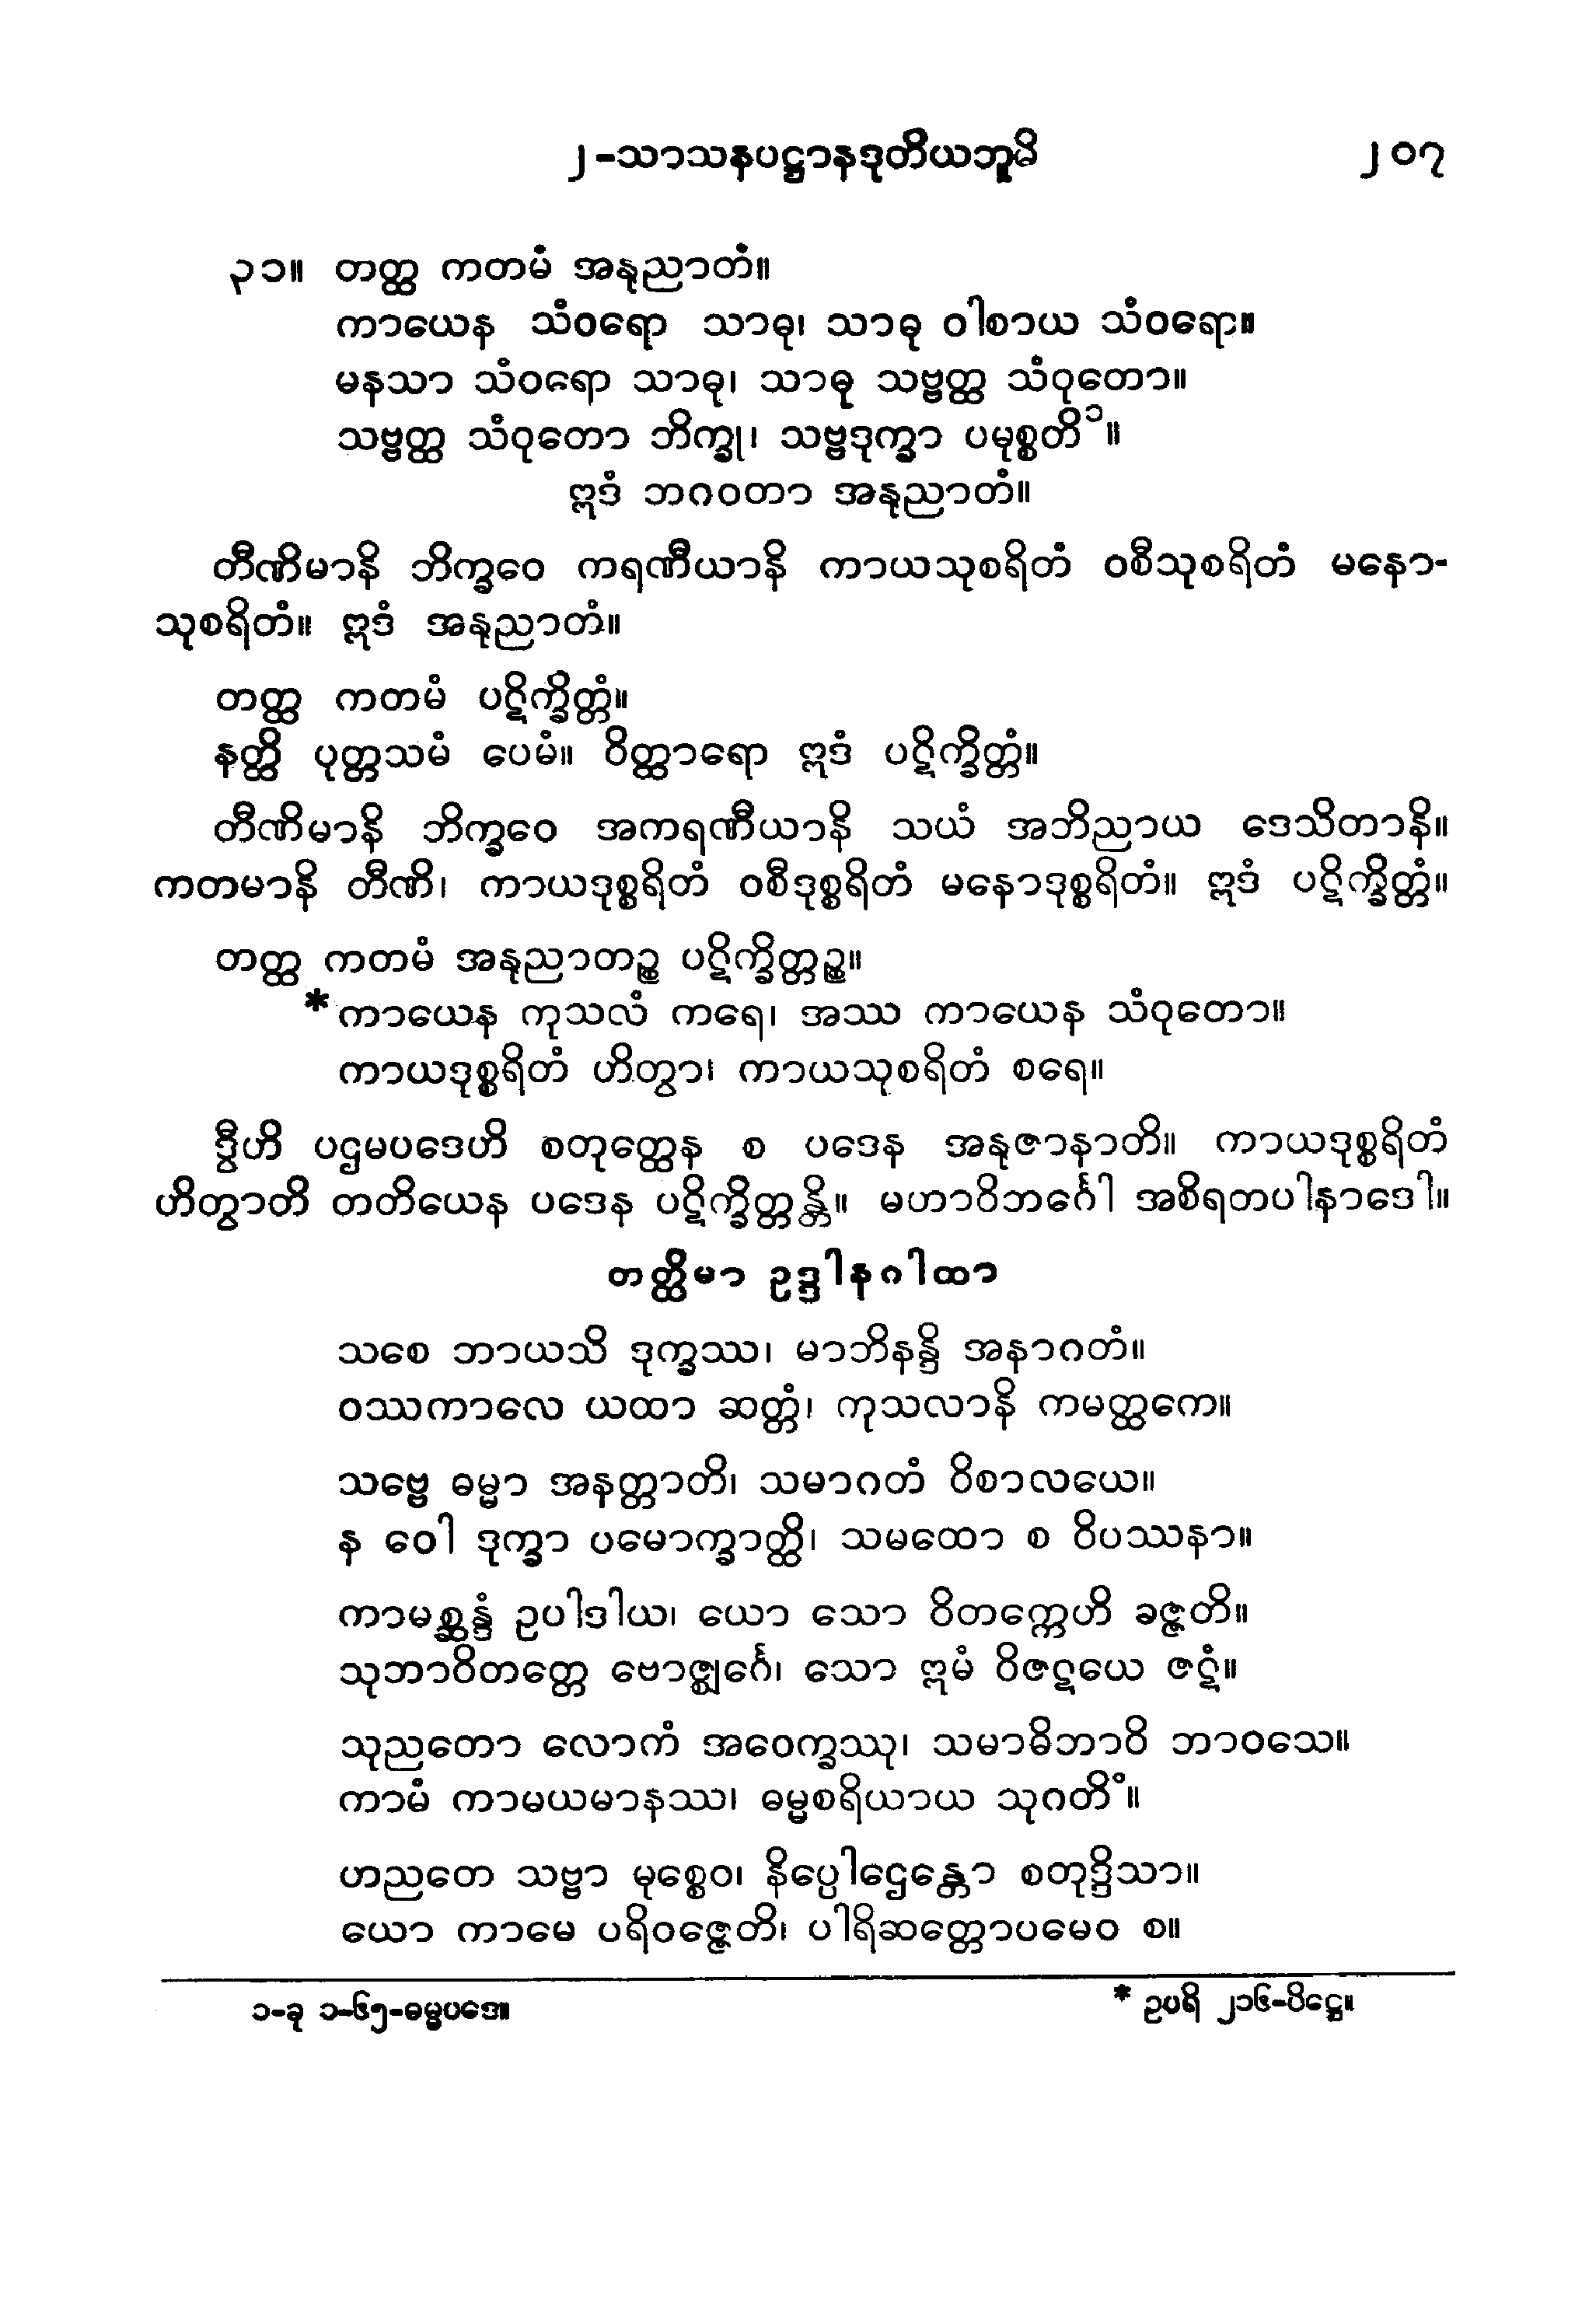 ၂-သာသနပဋ္ဌာနဒုတိယဘူမိ ၂၀၇
၃၁။ တတ္ထ ကတမံ အနုညာတံ။
ကာယေန သံဝရော သာဓု၊ သာဓု ဝါစာယ သံဝရော။
မနသာ သံဝရော သာဓု၊ သာဓု သဗ္ဗတ္ထ သံဝုတော။
သဗ္ဗတ္ထ သံဝုတော ဘိက္ခု၊ သဗ္ဗဒုက္ခာ ပမုစ္စတိ၁။
ဣဒံ ဘဂဝတာ အနုညာတံ။
တီဏိမာနိ ဘိက္ခဝေ ကရဏီယာနိ ကာယသုစရိတံ ဝစီသုစရိတံ မနော-
သုစရိတံ။ ဣဒံ အနုညာတံ။
တတ္ထ ကတမံ ပဋိက္ခိတ္တံ။
နတ္ထိ ပုတ္တသမံ ပေမံ။ ဝိတ္ထာရော ဣဒံ ပဋိက္ခိတ္တံ။
တီဏိမာနိ ဘိက္ခဝေ အကရဏီယာနိ သယံ အဘိညာယ ဒေသိတာနိ။
ကတမာနိ တီဏိ၊ ကာယဒုစ္စရိတံ ဝစီဒုစ္စရိတံ မနောဒုစ္စရိတံ။ ဣဒံ ပဋိက္ခိတ္တံ။
တတ္ထ ကတမံ အနုညာတဉ္စ ပဋိက္ခိတ္တဉ္စ။
*ကာယေန ကုသလံ ကရေ၊ အဿ ကာယေန သံဝုတော။
ကာယဒုစ္စရိတံ ဟိတွာ၊ ကာယသုစရိတံ စရေ။
ဒွီဟိ ပဌမပဒေဟိ စတုတ္ထေန စ ပဒေန အနုဇာနာတိ။ ကာယဒုစ္စရိတံ
ဟိတွာတိ တတိယေန ပဒေန ပဋိက္ခိတ္တန္တိ။ မဟာဝိဘင်္ဂေါ အစိရတပါနာဒေါ။
တတ္ထိမာ ဥဒ္ဒါနဂါထာ
သစေ ဘာယသိ ဒုက္ခဿ၊ မာဘိနန္ဒိ အနာဂတံ။
ဝဿကာလေ ယထာ ဆတ္တံ၊ ကုသလာနိ ကမတ္ထကေ။
သဗ္ဗေ ဓမ္မာ အနတ္တာတိ၊ သမာဂတံ ဝိစာလယေ။
န ဝေါ ဒုက္ခာ ပမောက္ခာတ္ထိ၊ သမထော စ ဝိပဿနာ။
ကာမစ္ဆန္ဒံ ဥပါဒါယ၊ ယော သော ဝိတက္ကေဟိ ခဇ္ဇတိ။
သုဘာဝိတတ္တေ ဗောဇ္ဈင်္ဂေ၊ သော ဣမံ ဝိဇဋယေ ဇဋံ။
သုညတော လောကံ အဝေက္ခဿု၊ သမာဓိဘာဝိ ဘာဝသေ။
ကာမံ ကာမယမာနဿ၊ ဓမ္မစရိယာယ သုဂတိံ။
ဟညတေ သဗ္ဗာ မုစ္စေဝ၊ နိပ္ပေါဌေန္တော စတုဒ္ဒိသာ။
ယော ကာမေ ပရိဝဇ္ဇေတိ၊ ပါရိဆတ္တောပမေဝ စ။
၁-ခု ၁-၆၅-ဓမ္မပဒေ။ * ဥပရိ ၂၁၆-ပိဋ္ဌေ။